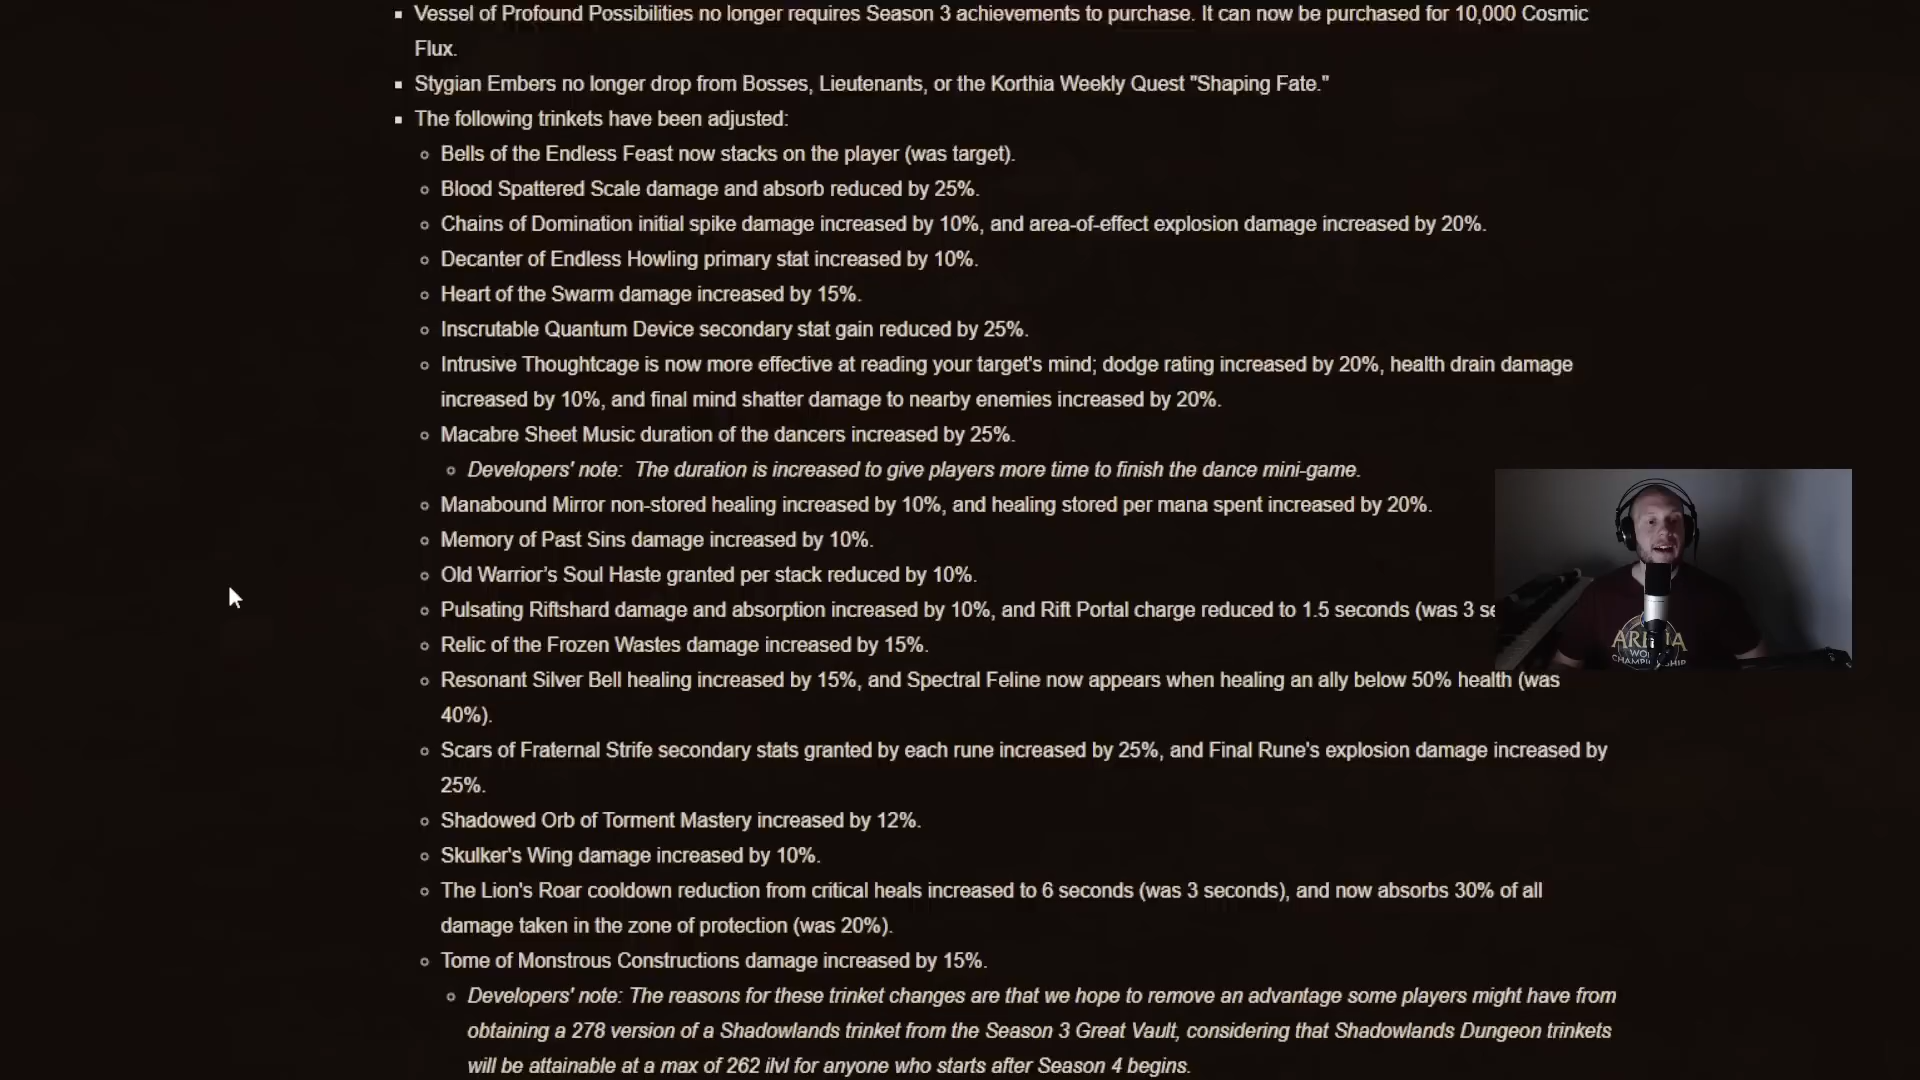 Vessel of Profound Possibilities no longer requires Season 3 achievements to purchase. It can now be purchased for 10,000 Cosmic
Flux.
Stygian Embers no longer drop from Bosses, Lieutenants, or the Korthia Weekly Quest "Shaping Fate."
The following trinkets have been adjusted:
Bells of the Endless Feast now stacks on the player (was target).
Blood Spattered Scale damage and absorb reduced by 25%.
Chains of Domination initial spike damage increased by 10%, and area-of-effect explosion damage increased by 20%.
Decanter of Endless Howling primary stat increased by 10%.
Heart of the Swarm damage increased by 15%.
Inscrutable Quantum Device secondary stat gain reduced by 25%.
Intrusive Thoughtcage is now more effective at reading your target's mind; dodge rating increased by 20%, health drain damage
increased by 10%, and final mind shatter damage to nearby enemies increased by 20%.
Macabre Sheet Music duration of the dancers increased by 25%.
Developers' note: The duration is increased to give players more time to finish the dance mini-game.
Manabound Mirror non-stored healing increased by 10%, and healing stored per mana spent increased by 20%.
Memory of Past Sins damage increased by 10%.
Old Warrior’s Soul Haste granted per stack reduced by 10%.
Pulsating Riftshard damage and absorption increased by 10%, and Rift Portal charge reduced to 1.5 seconds (was 3 se
Relic of the Frozen Wastes damage increased by 15%.
Resonant Silver Bell healing increased by 15%, and Spectral Feline now appears when healing an ally below 50% health (was
40%).
Scars of Fraternal Strife secondary stats granted by each rune increased by 25%, and Final Rune's explosion damage increased by
25%.
Shadowed Orb of Torment Mastery increased by 12%.
Skulker's Wing damage increased by 10%.
The Lion's Roar cooldown reduction from critical heals increased to 6 seconds (was 3 seconds), and now absorbs 30% of all
damage taken in the zone of protection (was 20%).
Tome of Monstrous Constructions damage increased by 15%.
Developers' note: The reasons for these trinket changes are that we hope to remove an advantage some players might have from
obtaining a 278 version of a Shadowlands trinket from the Season 3 Great Vault, considering that Shadowlands Dungeon trinkets
will be attainable at a max of 262 ilvl for anyone who starts after Season 4 begins.